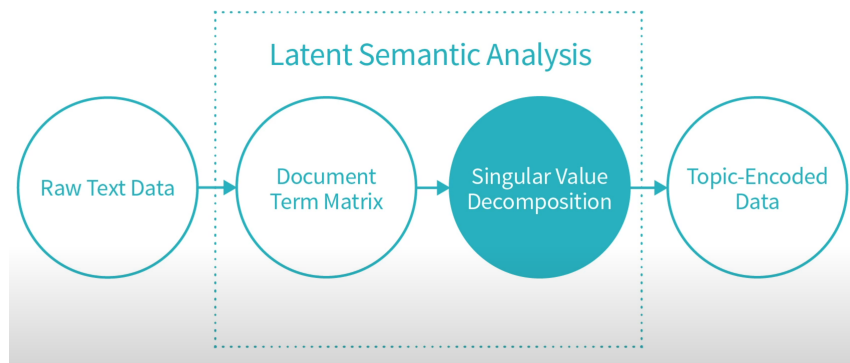 Latent Semantic Analysis
Raw Text Data
Document
Term Matrix
Singular Value
Decomposition
Topic-Encoded
Data